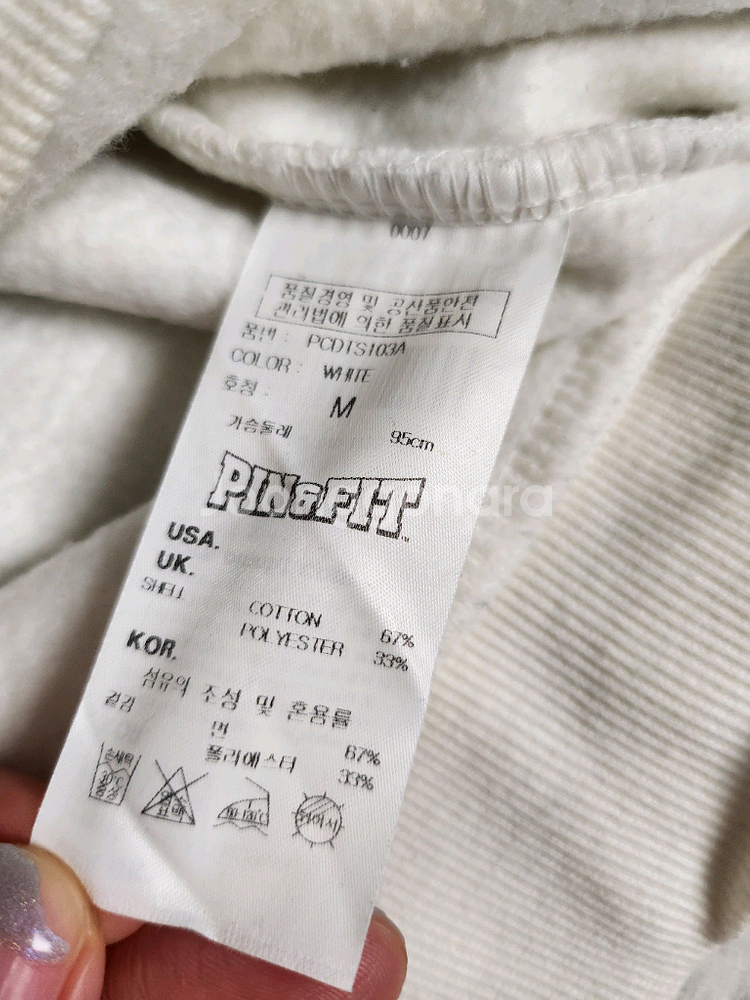 0007
품질경영 및 공산품안전
관리법에 의한 품질표시
품번 : PCDTS103A
COLOR : WHITE
호칭 : M
가슴둘레 95cm
PIN&FIT
USA.
UK.
SHELL
COTTON 67%
POLYESTER 33%
KOR.
섬유의 조성 및 혼용률
겉감
면 67%
폴리에스터 33%
손세탁